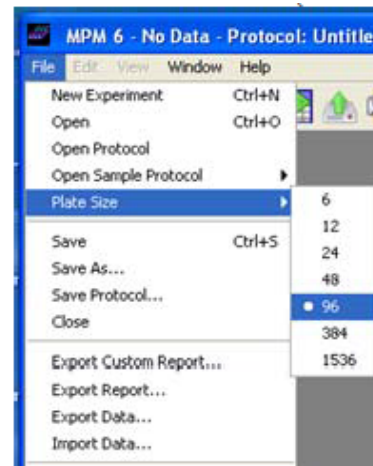 MPM 6 - No Data - Protocol: Untitle
File Edit View Window Help
New Experiment Ctrl+N
Open Ctrl+O
Open Protocol
Open Sample Protocol
Plate Size
6
12
24
48
96
384
1536
Save Ctrl+S
Save As...
Save Protocol...
Close
Export Custom Report...
Export Report...
Export Data...
Import Data...